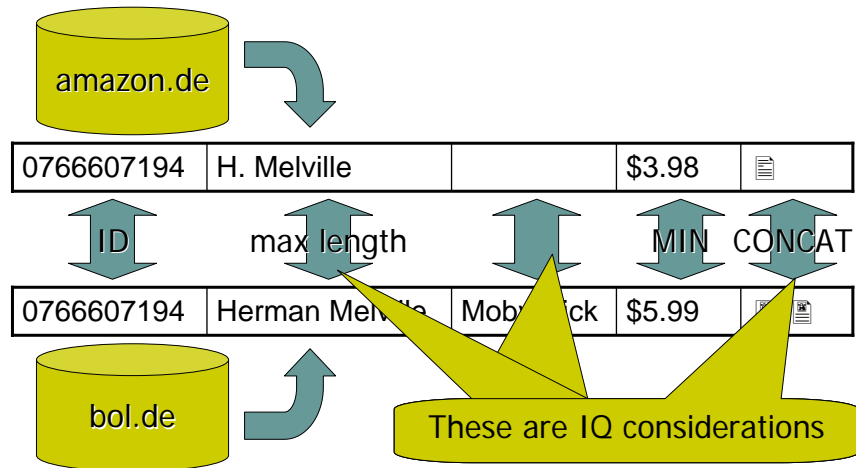 amazon.de
0766607194 H. Melville $3.98
ID max length MIN CONCAT
0766607194 Herman Melville $5.99
bol.de
These are IQ considerations